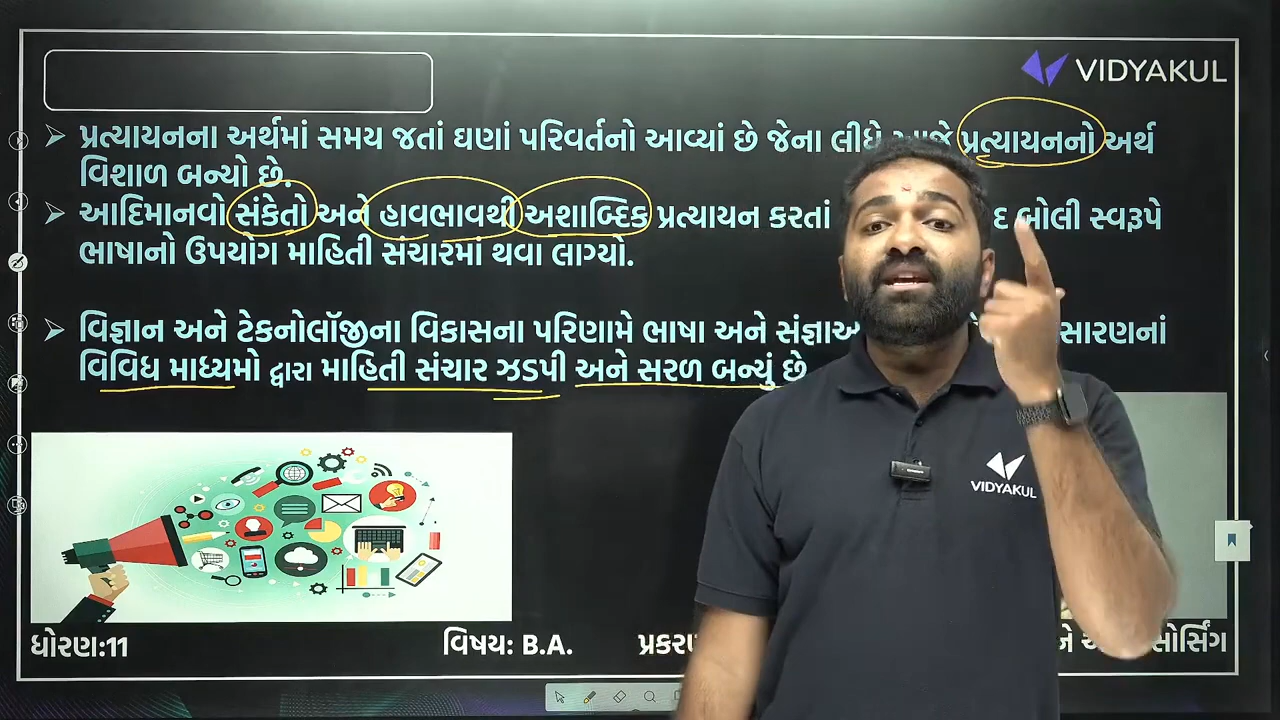 VIDYAKUL
➤ પ્રત્યાયનના અર્થમાં સમય જતાં ઘણાં પરિવર્તનો આવ્યાં છે જેના લીધે આજે પ્રત્યાયનનો અર્થ
વિશાળ બન્યો છે.
➤ આદિમાનવો સંકેતો અને હાવભાવથી અશાબ્દિક પ્રત્યાયન કરતાં બોલી સ્વરૂપે
ભાષાનો ઉપયોગ માહિતી સંચારમાં થવા લાગ્યો.
➤ વિજ્ઞાન અને ટેકનોલૉજીના વિકાસના પરિણામે ભાષા અને
વિવિધ માધ્યમો દ્વારા માહિતી સંચાર ઝડપી અને સરળ બન્યું છે
VIDYAKUL
ધોરણ:11 વિષય: B.A.